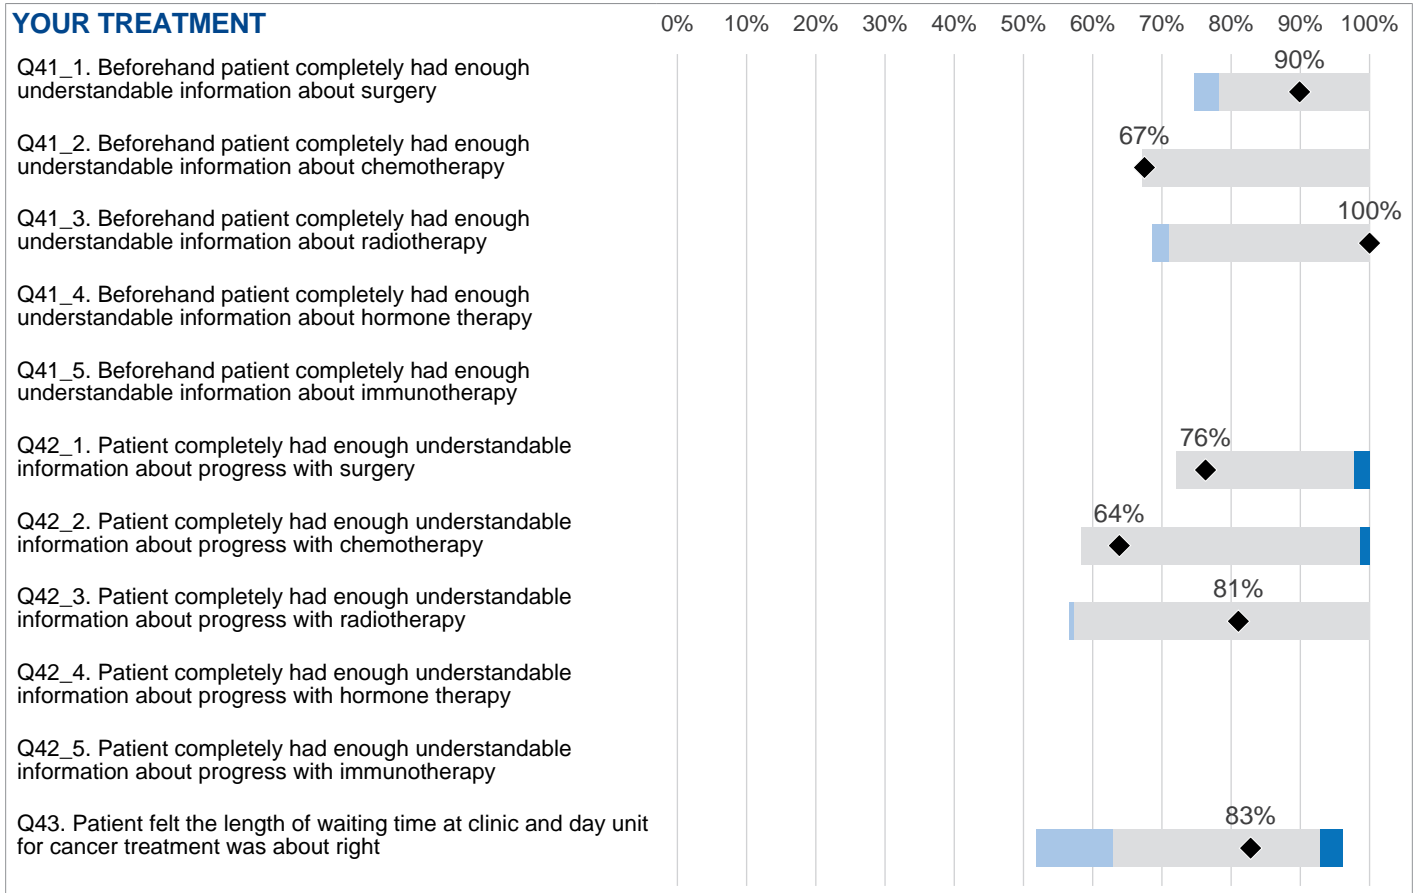 YOUR TREATMENT
0% 10% 20% 30% 40% 50% 60% 70% 80% 90% 100%
Q41_1. Beforehand patient completely had enough
understandable information about surgery
90%
Q41_2. Beforehand patient completely had enough
understandable information about chemotherapy
67%
Q41_3. Beforehand patient completely had enough
understandable information about radiotherapy
100%
Q41_4. Beforehand patient completely had enough
understandable information about hormone therapy
Q41_5. Beforehand patient completely had enough
understandable information about immunotherapy
Q42_1. Patient completely had enough understandable
information about progress with surgery
76%
Q42_2. Patient completely had enough understandable
information about progress with chemotherapy
64%
Q42_3. Patient completely had enough understandable
information about progress with radiotherapy
81%
Q42_4. Patient completely had enough understandable
information about progress with hormone therapy
Q42_5. Patient completely had enough understandable
information about progress with immunotherapy
Q43. Patient felt the length of waiting time at clinic and day unit
for cancer treatment was about right
83%